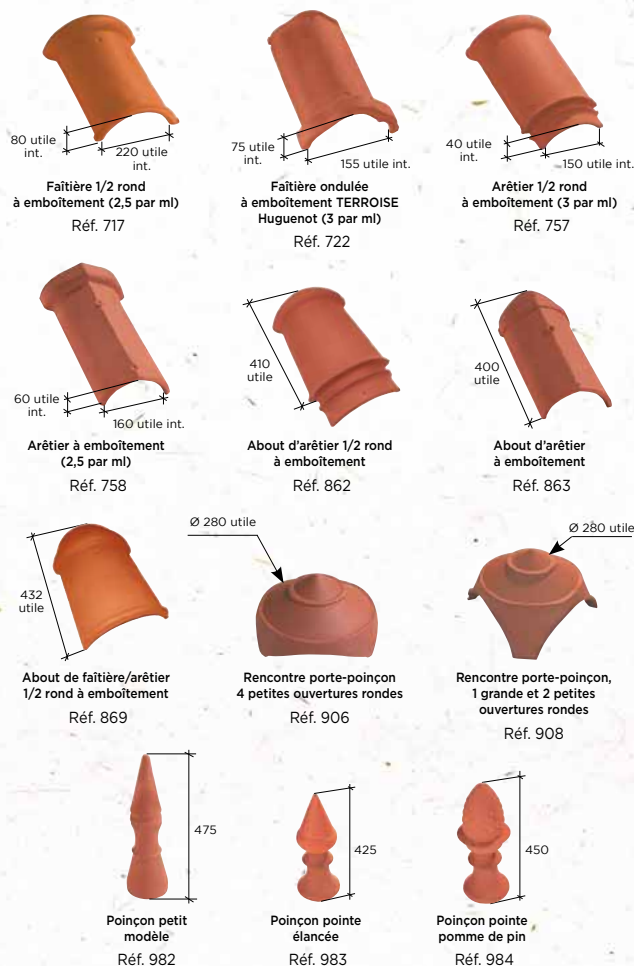 80 utile
int.
220 utile
int.
Faîtière 1/2 rond
à emboîtement (2,5 par ml)
Réf. 717
75 utile
int.
155 utile int.
Faîtière ondulée
à emboîtement TERROISE
Huguenot (3 par ml)
Réf. 722
40 utile
int.
150 utile int.
Arêtier 1/2 rond
à emboîtement (3 par ml)
Réf. 757
60 utile
int.
160 utile int.
Arêtier à emboîtement
(2,5 par ml)
Réf. 758
410
utile
About d'arêtier 1/2 rond
à emboîtement
Réf. 862
400
utile
About d'arêtier
à emboîtement
Réf. 863
432
utile
About de faîtière/arêtier
1/2 rond à emboîtement
Réf. 869
Ø 280 utile
Rencontre porte-poinçon
4 petites ouvertures rondes
Réf. 906
Ø 280 utile
Rencontre porte-poinçon,
1 grande et 2 petites
ouvertures rondes
Réf. 908
475
Poinçon petit
modèle
Réf. 982
425
Poinçon pointe
élancée
Réf. 983
450
Poinçon pointe
pomme de pin
Réf. 984